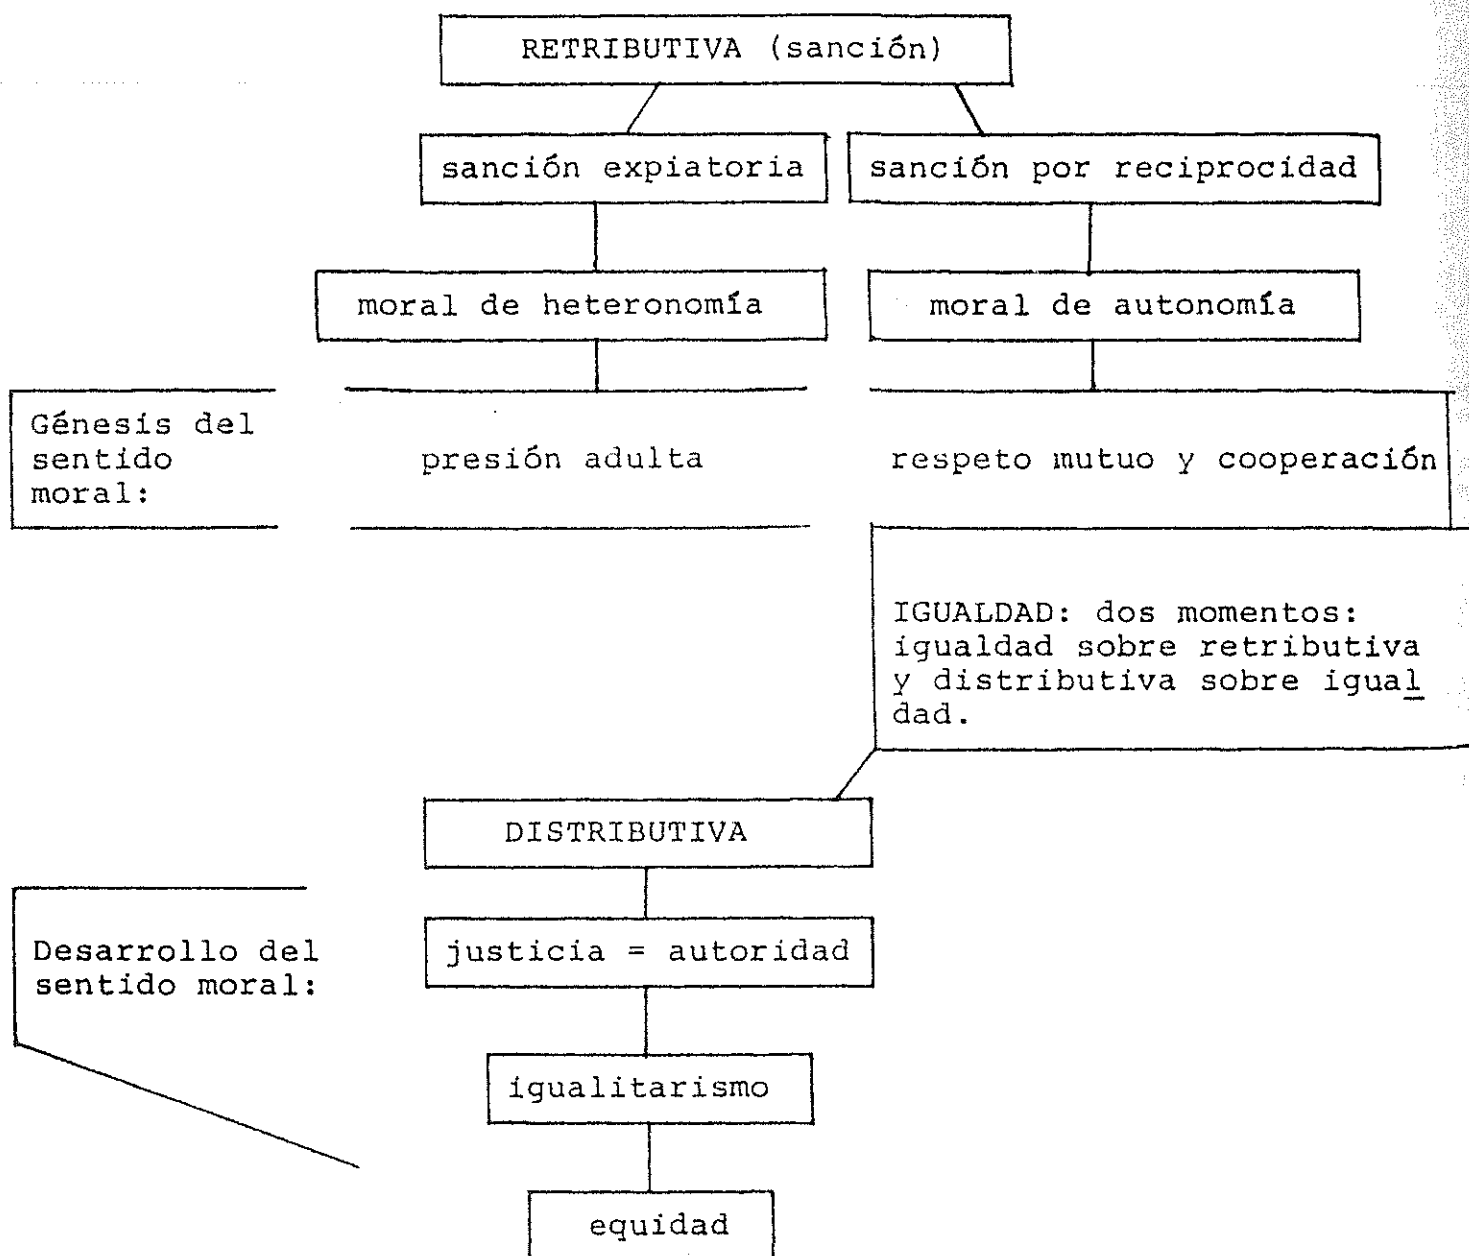 RETRIBUTIVA (sanción)
sanción expiatoria
sanción por reciprocidad
moral de heteronomía
moral de autonomía
Génesis del
sentido
moral:
presión adulta
respeto mutuo y cooperación
IGUALDAD: dos momentos:
igualdad sobre retributiva
y distributiva sobre igual
dad.
DISTRIBUTIVA
Desarrollo del
sentido moral:
justicia = autoridad
igualitarismo
equidad